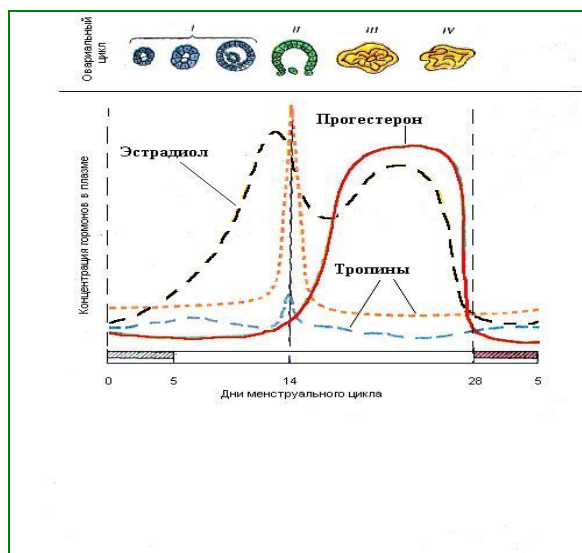 Овариальный
цикл
I
II
III
IV
Концентрация гормонов в плазме
Прогестерон
Эстрадиол
Тропины
0 5 14 28 5
Дни менструального цикла